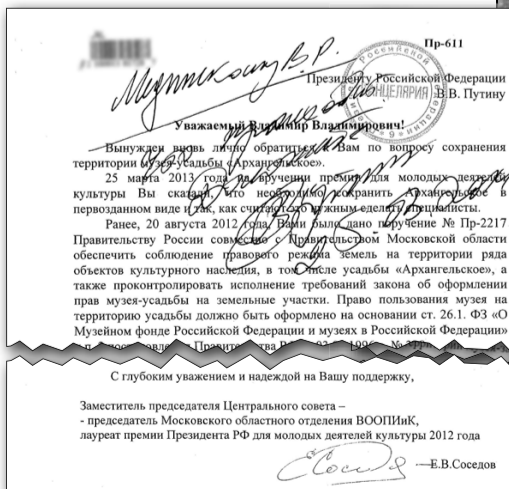 Пр-611
Мединскому В.Р.
Президенту Российской Федерации
В.В. Путину
КАНЦЕЛЯРИЯ
Уважаемый Владимир Владимирович!
Вынужден вновь лично обратиться к Вам по вопросу сохранения
территории музея-усадьбы «Архангельское».
25 марта 2013 года на вручении премии для молодых деятелей
культуры Вы сказали, что необходимо сохранить Архангельское в
первозданном виде и так, как считают нужным сделать специалисты.
Ранее, 20 августа 2012 года, Вами было дано поручение № Пр-2217
Правительству России совместно с Правительством Московской области
обеспечить соблюдение правового режима земель на территории ряда
объектов культурного наследия, в том числе усадьбы «Архангельское», а
также проконтролировать исполнение требований закона об оформлении
прав музея-усадьбы на земельные участки. Право пользования музея на
территорию усадьбы должно быть оформлено на основании ст. 26.1. ФЗ «О
Музейном фонде Российской Федерации и музеях в Российской Федерации»
Правительства
С глубоким уважением и надеждой на Вашу поддержку,
Заместитель председателя Центрального совета –
- председатель Московского областного отделения ВООПИиК,
лауреат премии Президента РФ для молодых деятелей культуры 2012 года
Е.В.Соседов